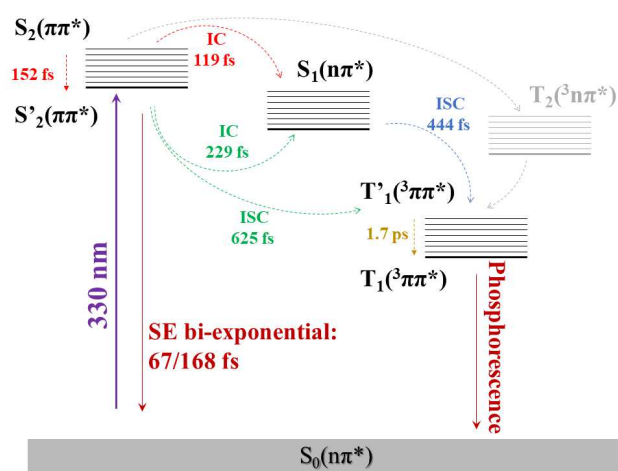 S₂(ππ*)
IC
119 fs
S₁(nπ*)
152 fs
T₂(³nπ*)
S'₂(ππ*)
ISC
444 fs
IC
229 fs
T'₁(³ππ*)
ISC
625 fs
1.7 ps
T₁(³ππ*)
330 nm
SE bi-exponential:
67/168 fs
Phosphorescence
S₀(nπ*)